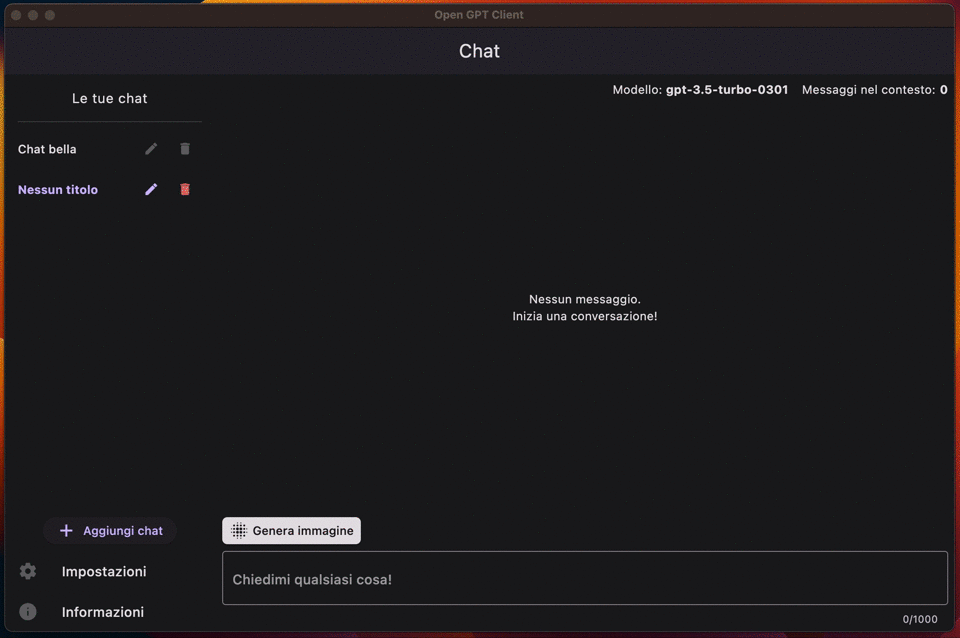 Open GPT Client
Chat
Le tue chat
Modello: gpt-3.5-turbo-0301 Messaggi nel contesto: 0
Chat bella
Nessun titolo
Nessun messaggio.
Inizia una conversazione!
Aggiungi chat
Genera immagine
Impostazioni
Chiedimi qualsiasi cosa!
Informazioni
0/1000